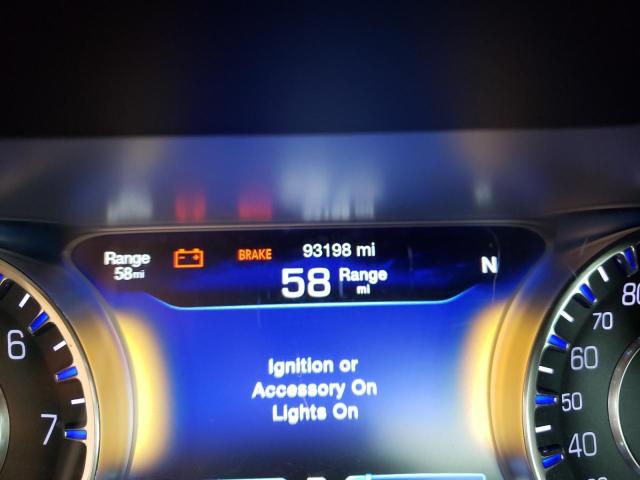 Range
58mi
BRAKE
93198 mi
58 Range
mi
N
Ignition or
Accessory On
Lights On
6
7
80
70
60
50
40